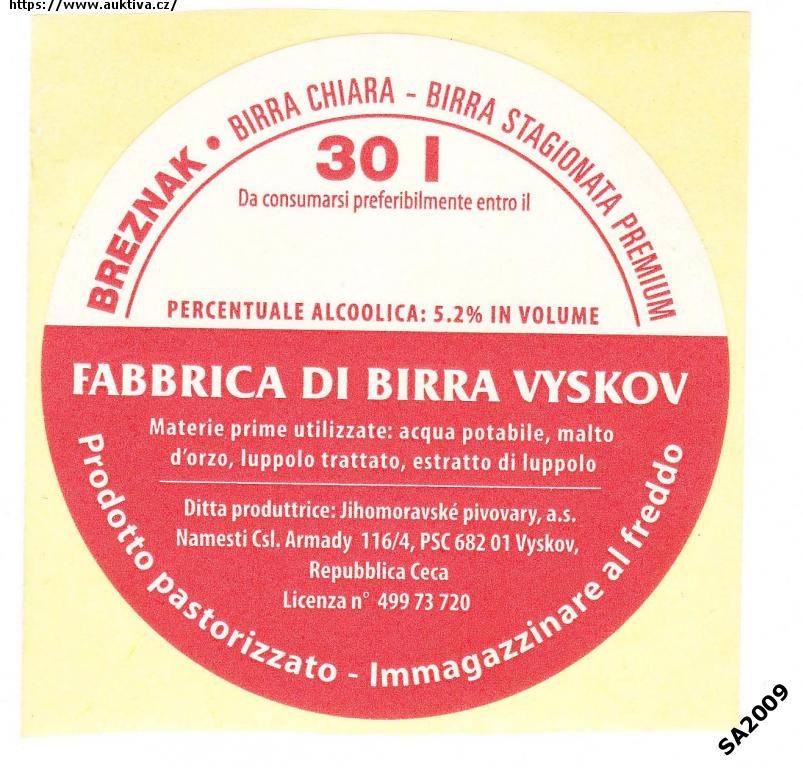 https://www.auktiva.cz/
BREZNAK • BIRRA CHIARA - BIRRA STAGIONATA PREMIUM
30 l
Da consumarsi preferibilmente entro il
PERCENTUALE ALCOOLICA: 5.2% IN VOLUME
FABBRICA DI BIRRA VYSKOV
Materie prime utilizzate: acqua potabile, malto
d'orzo, luppolo trattato, estratto di luppolo
Ditta produttrice: Jihomoravské pivovary, a.s.
Namesti Csl. Armady 116/4, PSC 682 01 Vyskov,
Repubblica Ceca
Licenza n° 499 73 720
Prodotto pastorizzato - Immagazzinare al freddo
SA2009